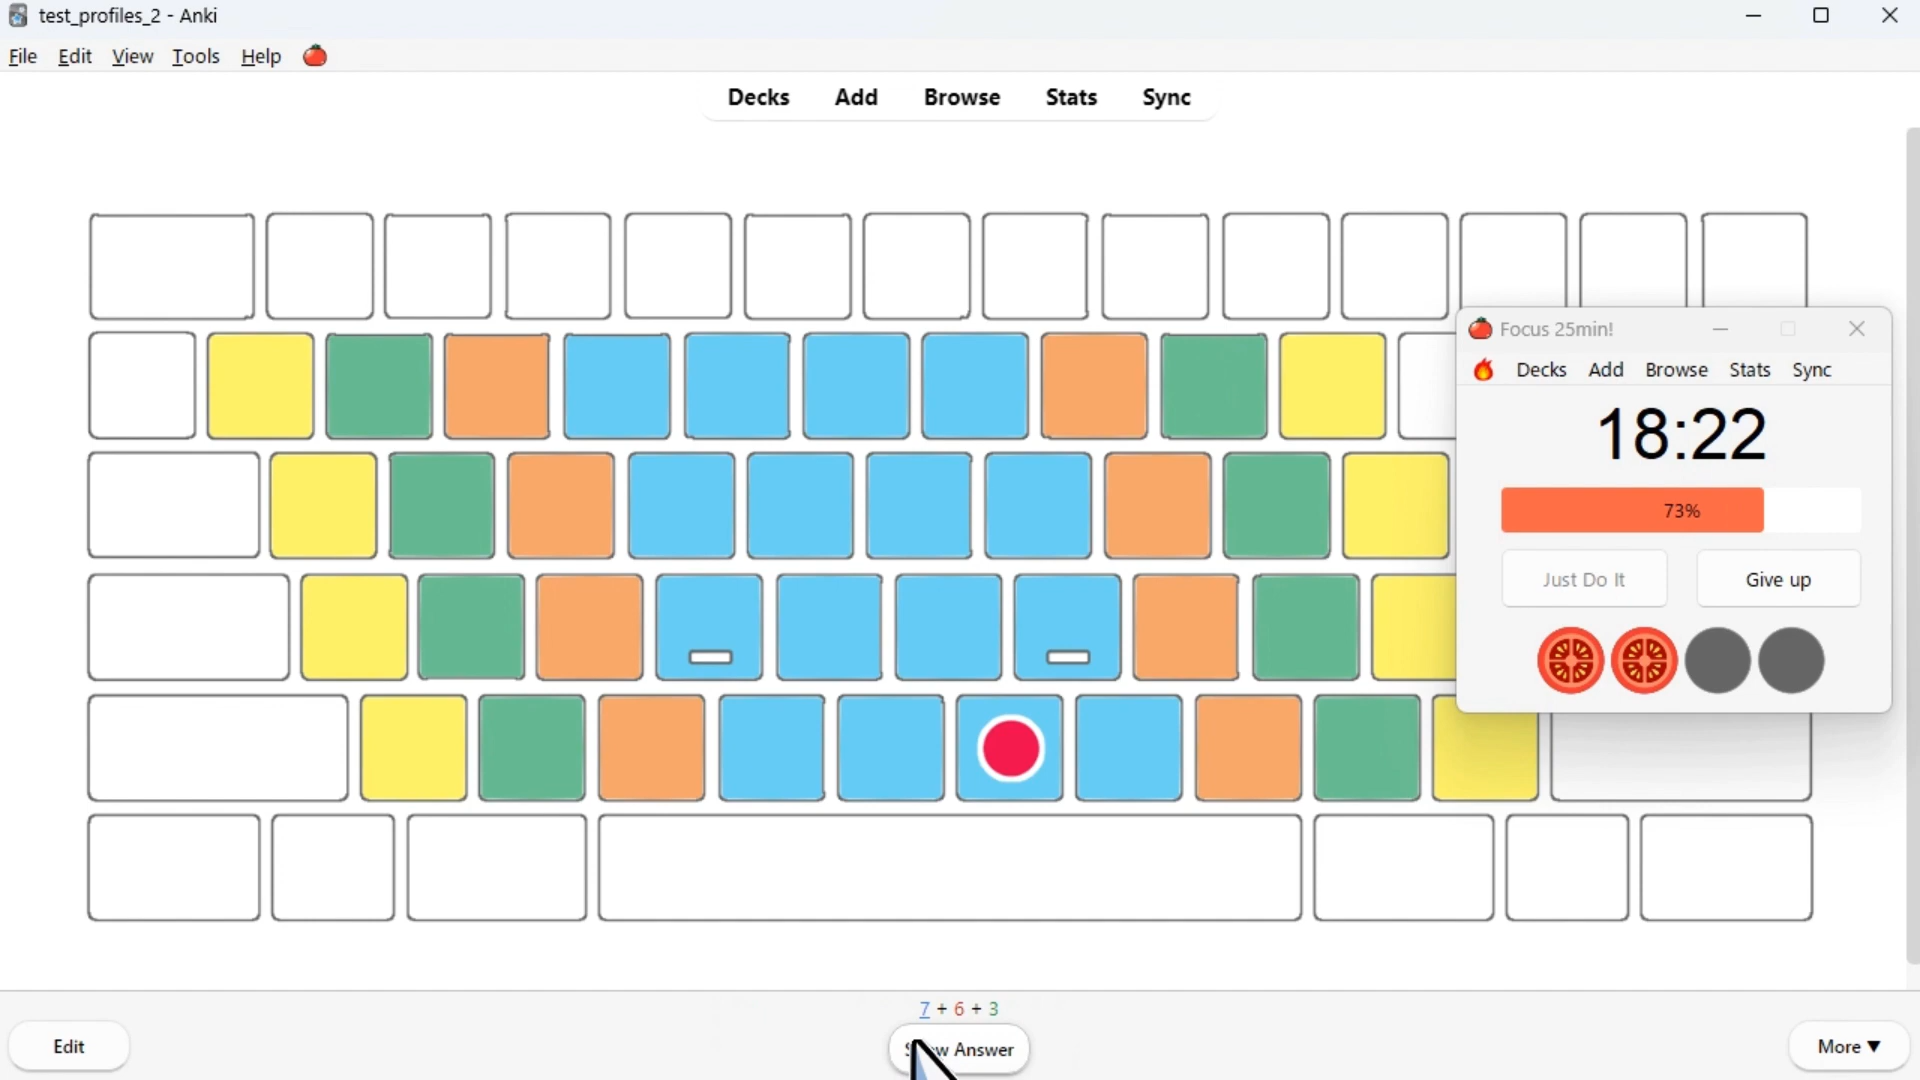 test_profiles_2 - Anki
File Edit View Tools Help
Decks Add Browse Stats Sync
Focus 25min!
Decks Add Browse Stats Sync
18:22
73%
Just Do It Give up
7 + 6 + 3
Edit Answer More ▼